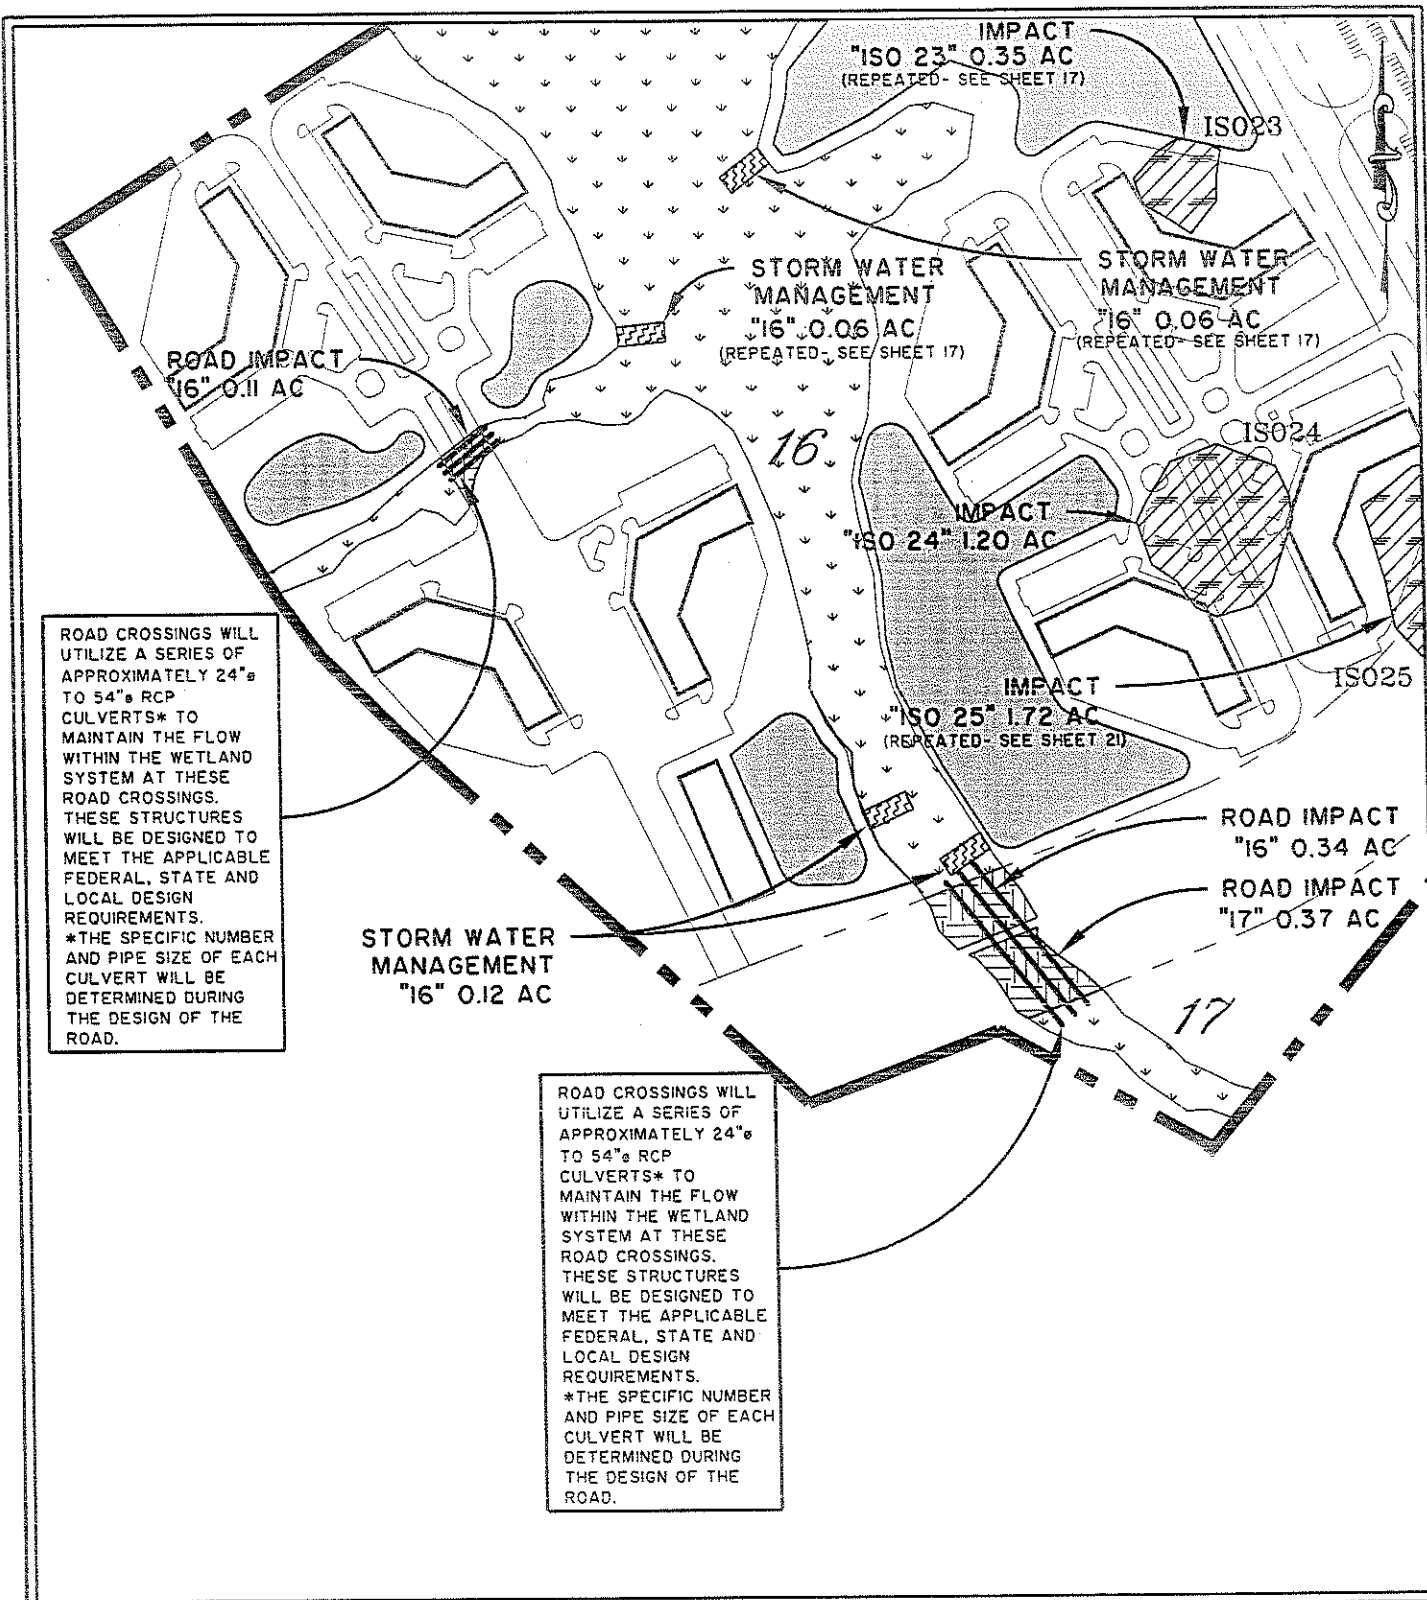 IMPACT
"ISO 23" 0.35 AC
(REPEATED- SEE SHEET 17)
ISO23
STORM WATER
MANAGEMENT
"16" 0.06 AC
(REPEATED- SEE SHEET 17)
STORM WATER
MANAGEMENT
"16" 0.06 AC
(REPEATED- SEE SHEET 17)
ROAD IMPACT
"16" 0.11 AC
16
ISO24
IMPACT
"ISO 24" 1.20 AC
ROAD CROSSINGS WILL
UTILIZE A SERIES OF
APPROXIMATELY 24"ø
TO 54"ø RCP
CULVERTS* TO
MAINTAIN THE FLOW
WITHIN THE WETLAND
SYSTEM AT THESE
ROAD CROSSINGS.
THESE STRUCTURES
WILL BE DESIGNED TO
MEET THE APPLICABLE
FEDERAL, STATE AND
LOCAL DESIGN
REQUIREMENTS.
*THE SPECIFIC NUMBER
AND PIPE SIZE OF EACH
CULVERT WILL BE
DETERMINED DURING
THE DESIGN OF THE
ROAD.
ISO25
IMPACT
"ISO 25" 1.72 AC
(REPEATED- SEE SHEET 21)
ROAD IMPACT
"16" 0.34 AC
ROAD IMPACT
"17" 0.37 AC
STORM WATER
MANAGEMENT
"16" 0.12 AC
17
ROAD CROSSINGS WILL
UTILIZE A SERIES OF
APPROXIMATELY 24"ø
TO 54"ø RCP
CULVERTS* TO
MAINTAIN THE FLOW
WITHIN THE WETLAND
SYSTEM AT THESE
ROAD CROSSINGS.
THESE STRUCTURES
WILL BE DESIGNED TO
MEET THE APPLICABLE
FEDERAL, STATE AND
LOCAL DESIGN
REQUIREMENTS.
*THE SPECIFIC NUMBER
AND PIPE SIZE OF EACH
CULVERT WILL BE
DETERMINED DURING
THE DESIGN OF THE
ROAD.